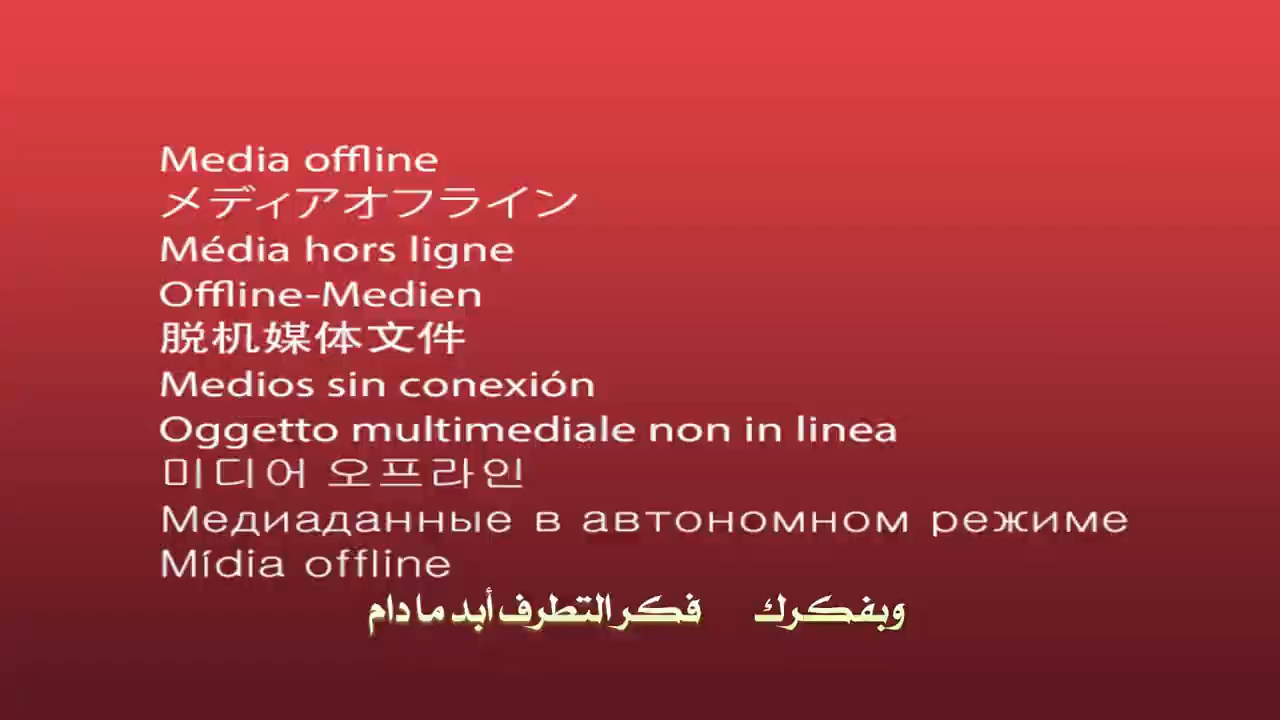 Media offline
メディアオフライン
Média hors ligne
Offline-Medien
脱机媒体文件
Medios sin conexión
Oggetto multimediale non in linea
미디어 오프라인
Медиаданные в автономном режиме
Mídia offline
وبفكرك فكر التطرف أبد ما دام